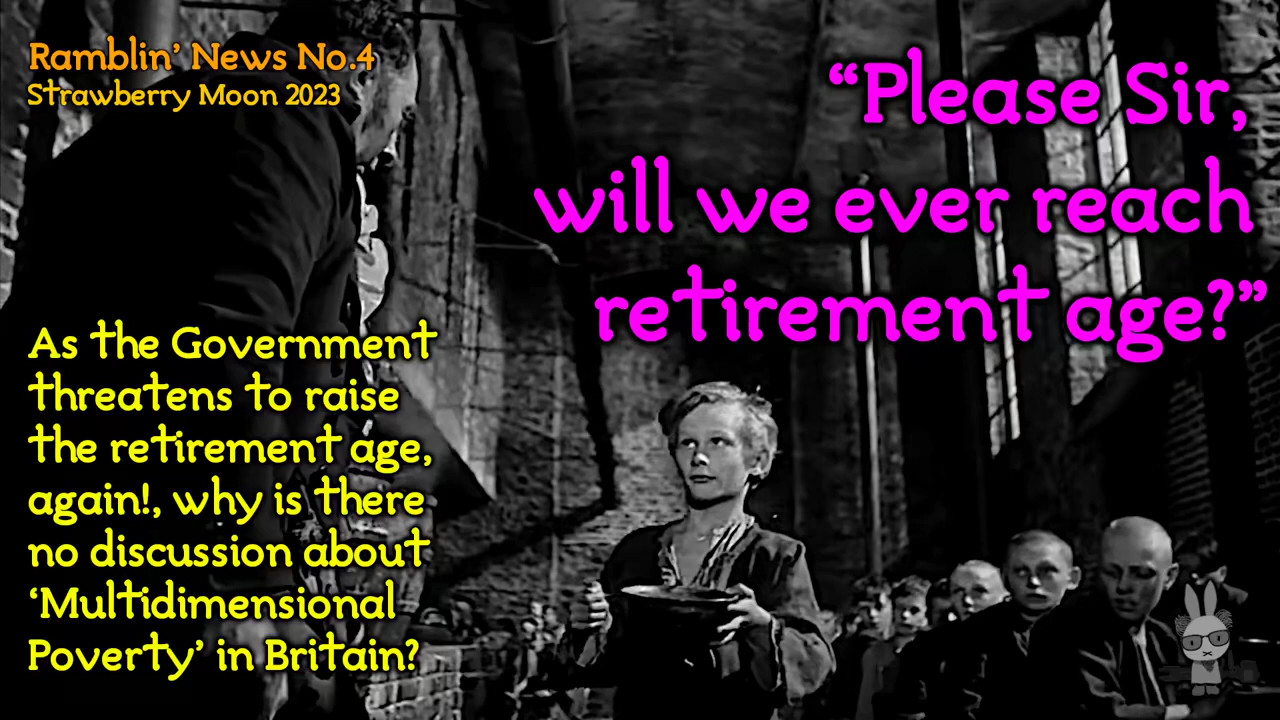 Ramblin’ News No.4
Strawberry Moon 2023
“Please Sir,
will we ever reach
retirement age?”
As the Government
threatens to raise
the retirement age,
again!, why is there
no discussion about
‘Multidimensional
Poverty’ in Britain?